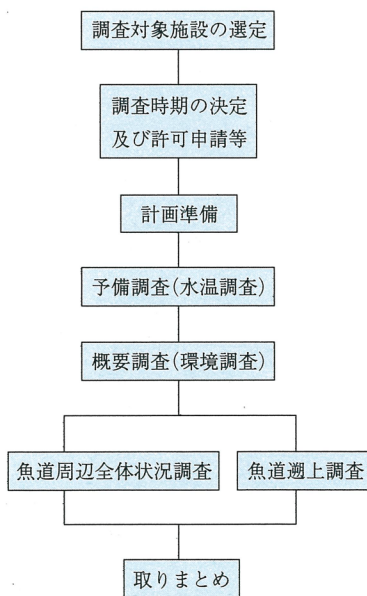 調査対象施設の選定
調査時期の決定
及び許可申請等
計画準備
予備調査(水温調査)
概要調査(環境調査)
魚道周辺全体状況調査
魚道遡上調査
取りまとめ